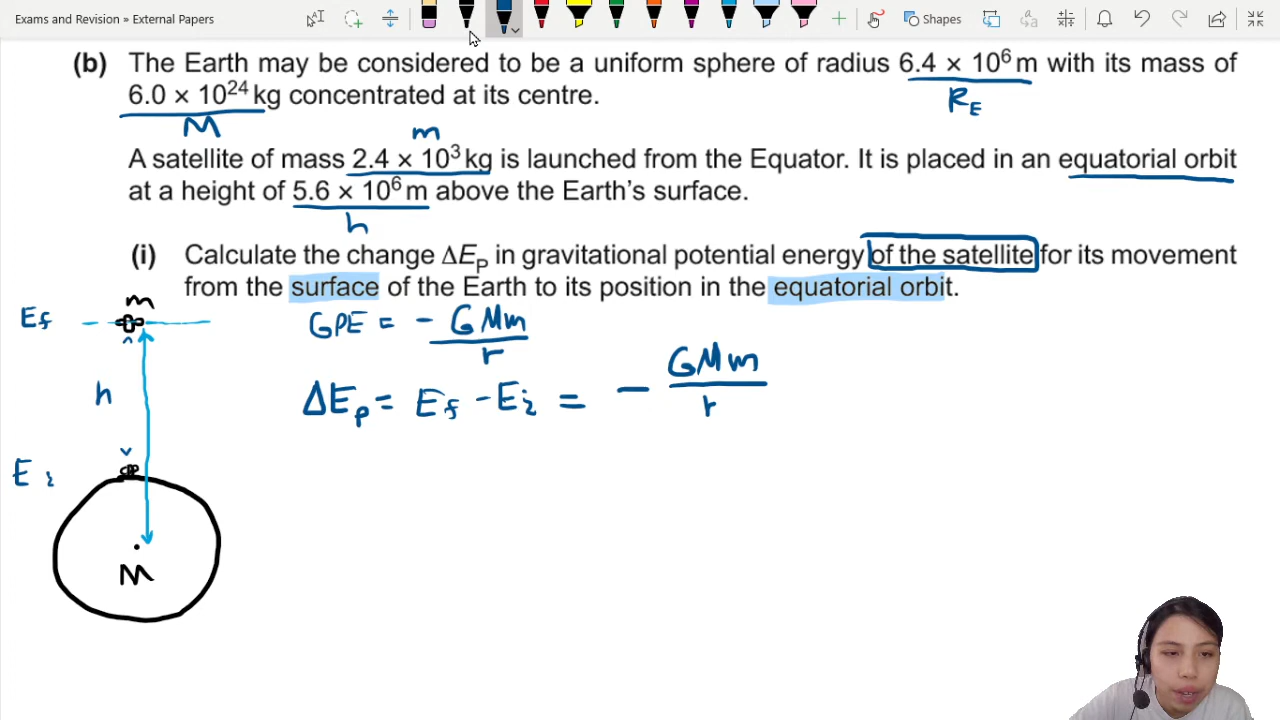 Exams and Revision » External Papers
Shapes
(b) The Earth may be considered to be a uniform sphere of radius 6.4 × 10⁶ m with its mass of
6.0 × 10²⁴ kg concentrated at its centre.
R_E
M
m
A satellite of mass 2.4 × 10³ kg is launched from the Equator. It is placed in an equatorial orbit
at a height of 5.6 × 10⁶ m above the Earth's surface.
h
(i) Calculate the change ΔE_P in gravitational potential energy of the satellite for its movement
from the surface of the Earth to its position in the equatorial orbit.
m
E_f
GPE = - GMm / r
ΔE_p = E_f - E_i = - GMm / r
h
E_i
M